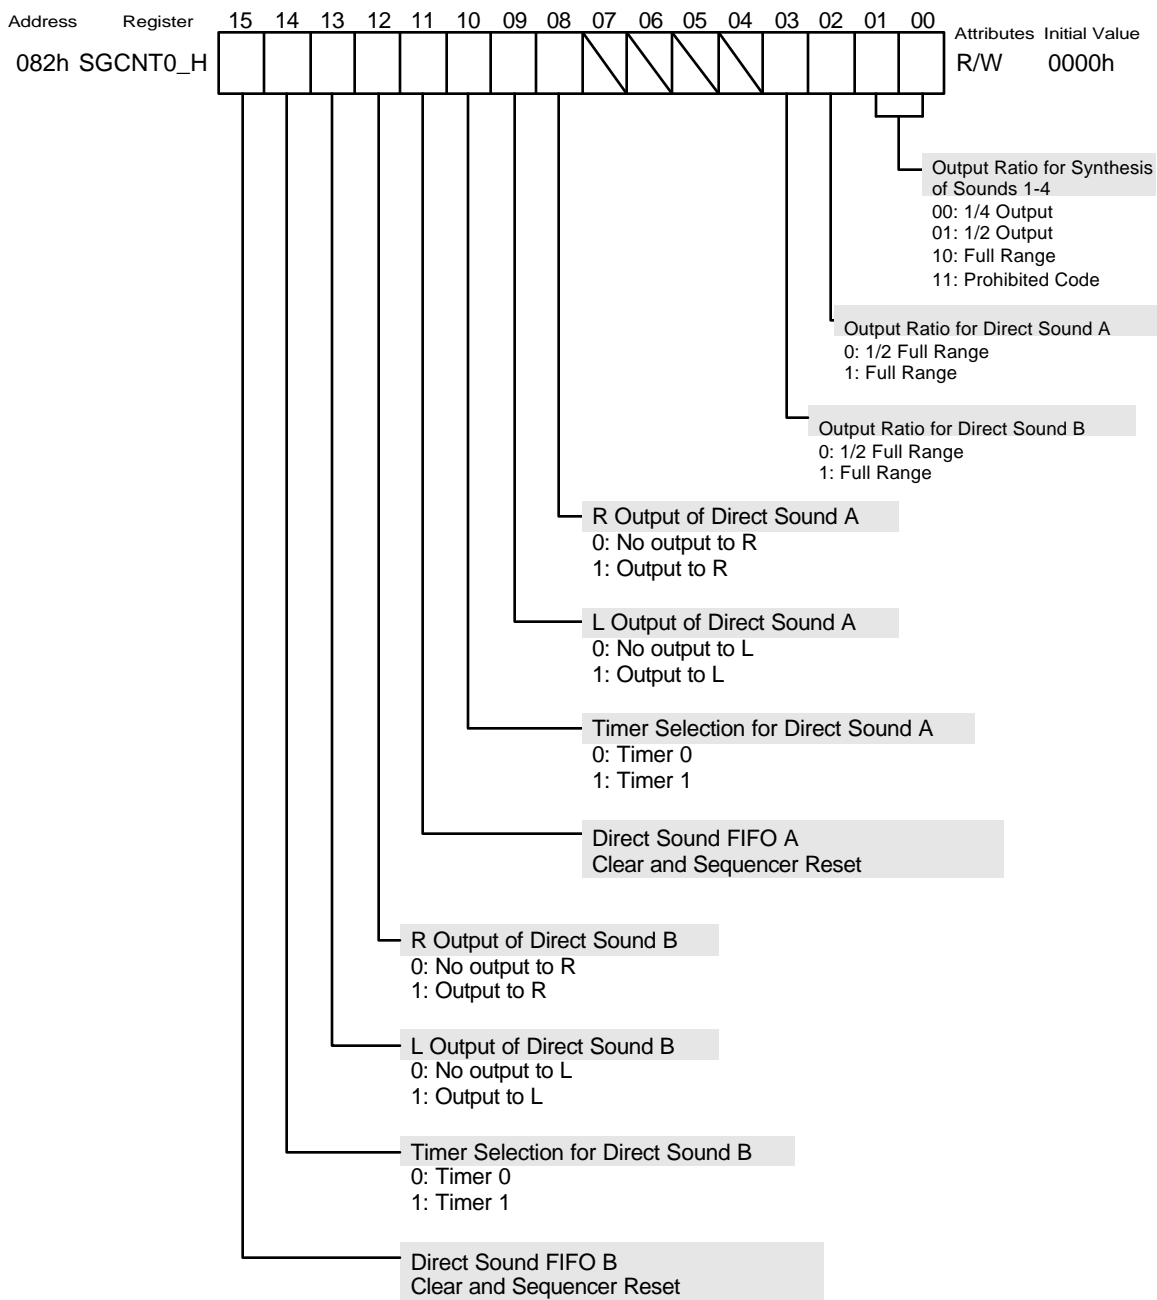 Address Register 15 14 13 12 11 10 09 08 07 06 05 04 03 02 01 00 Attributes Initial Value
082h SGCNT0_H R/W 0000h
Output Ratio for Synthesis
of Sounds 1-4
00: 1/4 Output
01: 1/2 Output
10: Full Range
11: Prohibited Code
Output Ratio for Direct Sound A
0: 1/2 Full Range
1: Full Range
Output Ratio for Direct Sound B
0: 1/2 Full Range
1: Full Range
R Output of Direct Sound A
0: No output to R
1: Output to R
L Output of Direct Sound A
0: No output to L
1: Output to L
Timer Selection for Direct Sound A
0: Timer 0
1: Timer 1
Direct Sound FIFO A
Clear and Sequencer Reset
R Output of Direct Sound B
0: No output to R
1: Output to R
L Output of Direct Sound B
0: No output to L
1: Output to L
Timer Selection for Direct Sound B
0: Timer 0
1: Timer 1
Direct Sound FIFO B
Clear and Sequencer Reset